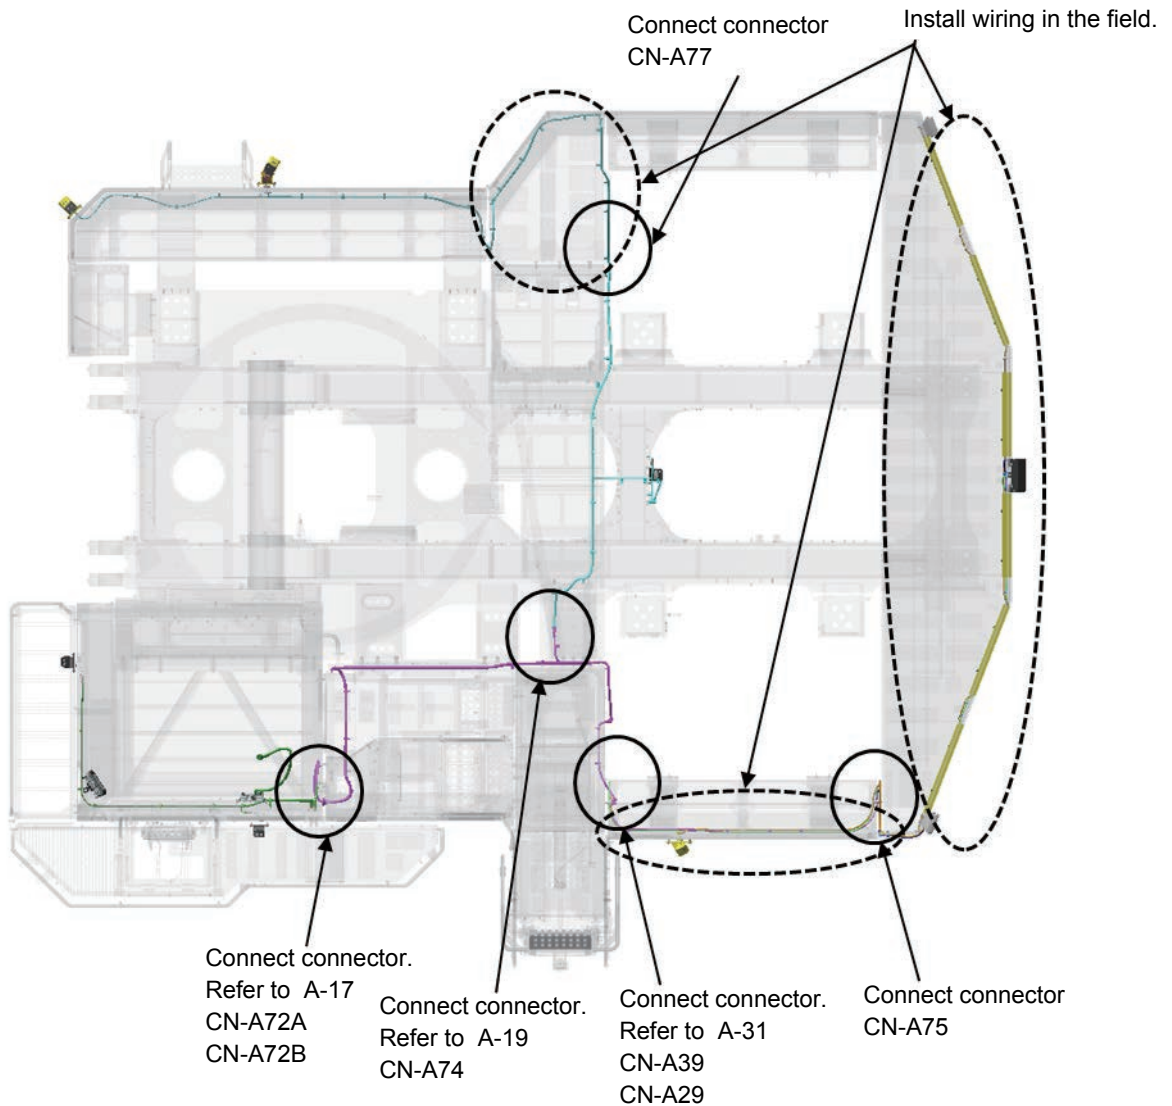 Connect connector
CN-A77
Install wiring in the field.
Connect connector.
Refer to A-17
CN-A72A
CN-A72B
Connect connector.
Refer to A-19
CN-A74
Connect connector.
Refer to A-31
CN-A39
CN-A29
Connect connector
CN-A75